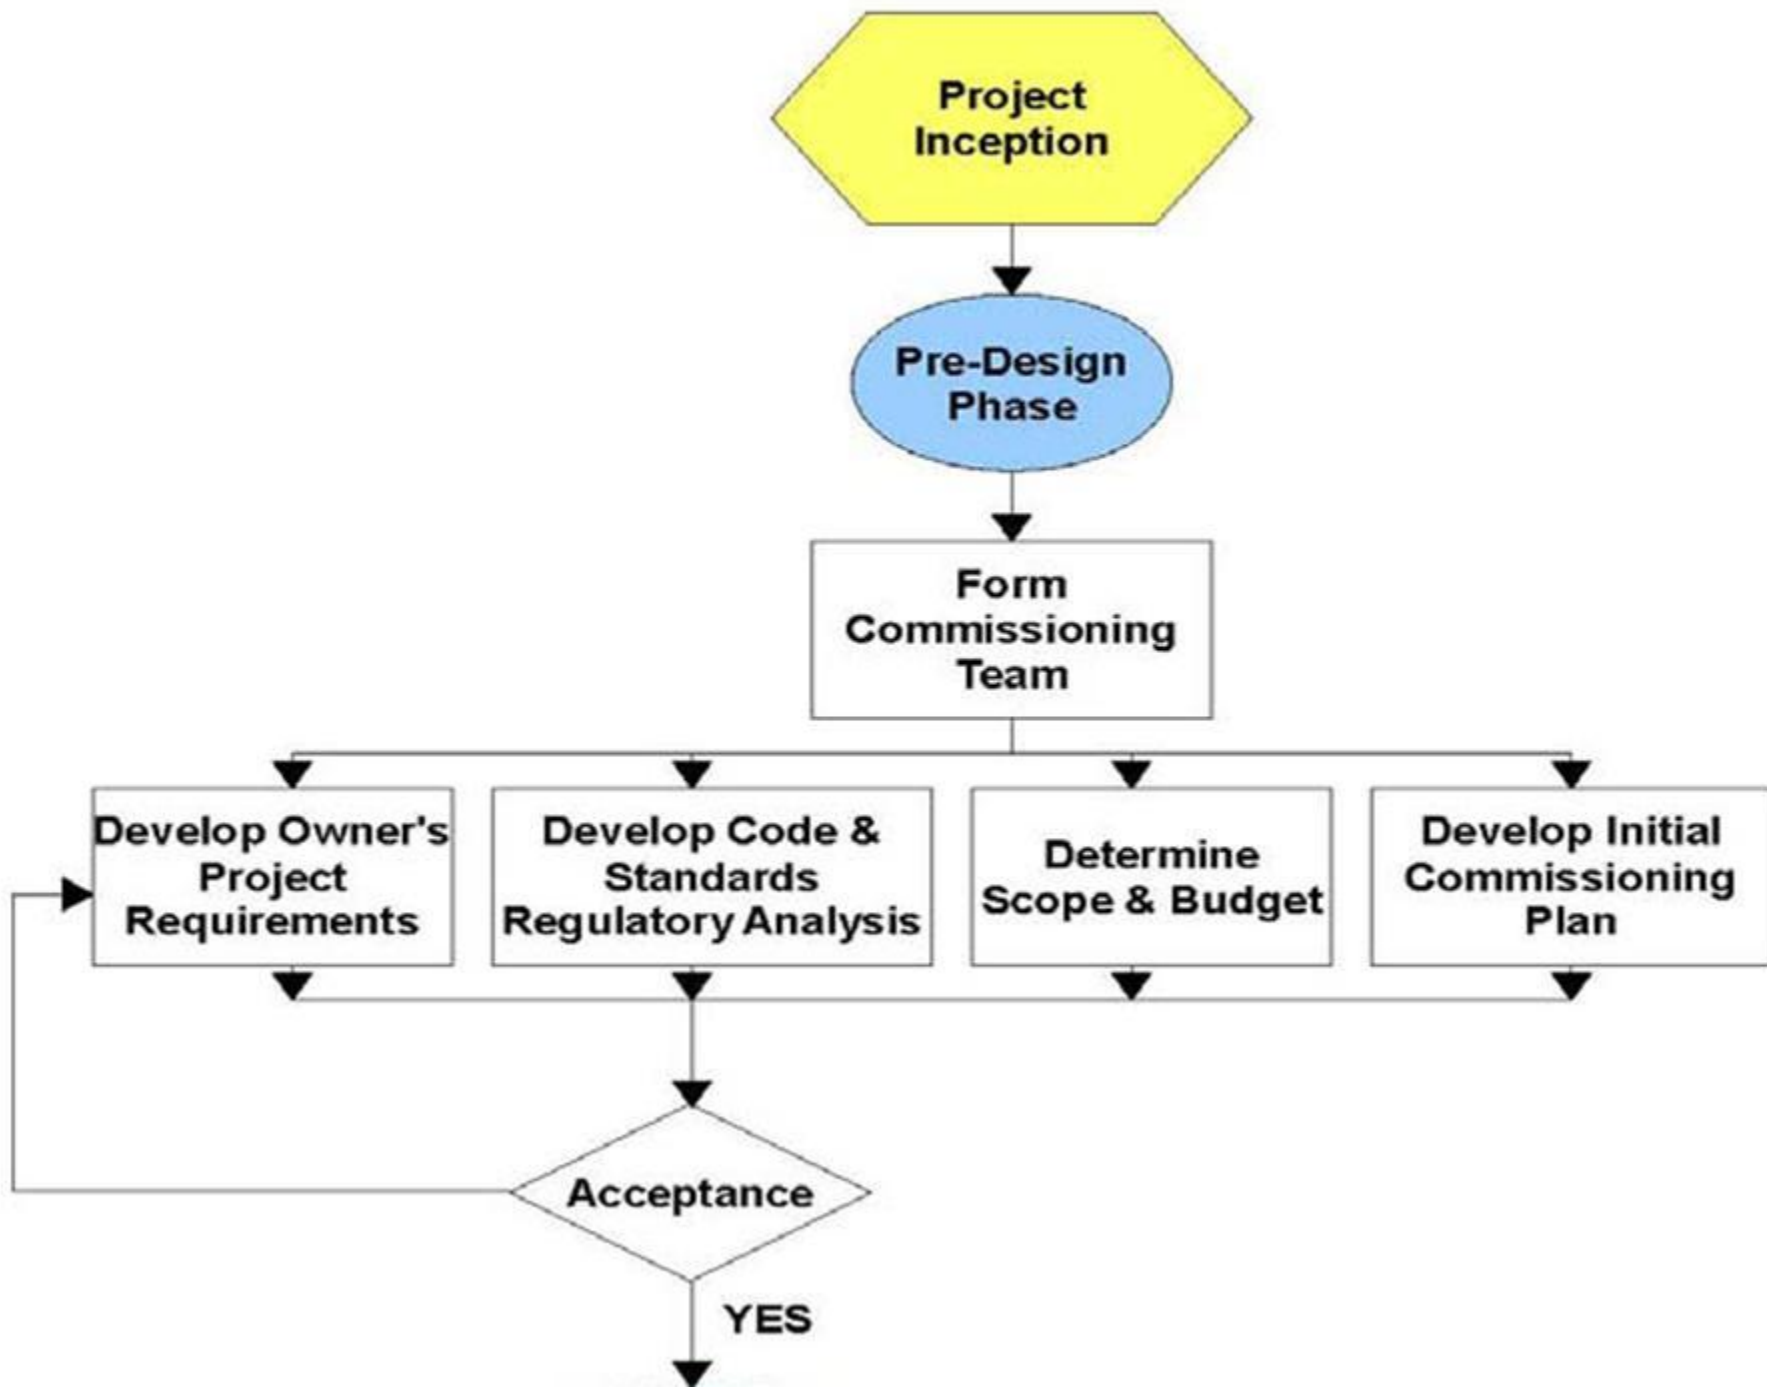 Project
Inception
Pre-Design
Phase
Form
Commissioning
Team
Develop Owner's
Project
Requirements
Develop Code &
Standards
Regulatory Analysis
Determine
Scope & Budget
Develop Initial
Commissioning
Plan
Acceptance
YES